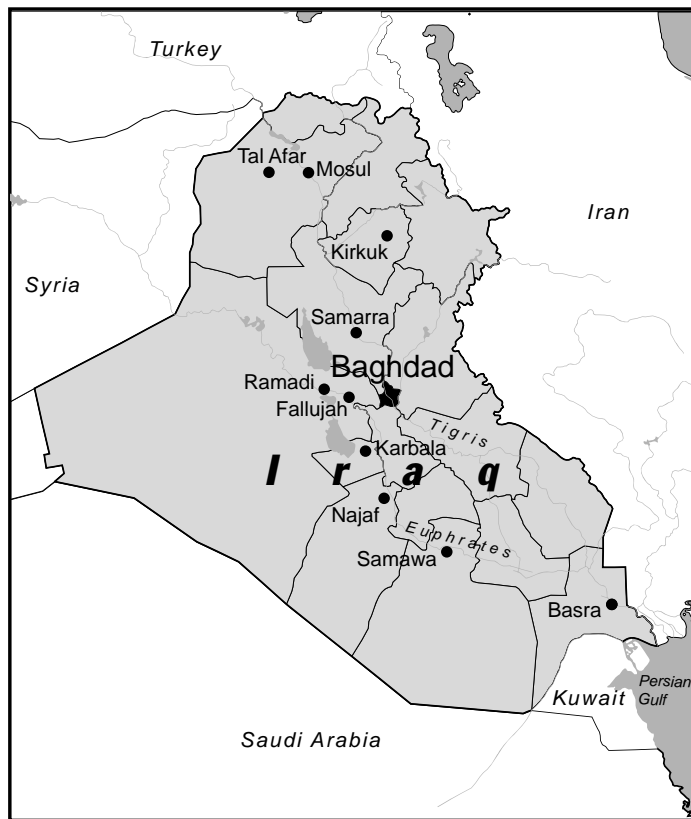 Turkey
Tal Afar
Mosul
Iran
Kirkuk
Syria
Samarra
Baghdad
Ramadi
Fallujah
Tigris
Karbala
Iraq
Najaf
Euphrates
Samawa
Basra
Persian
Gulf
Kuwait
Saudi Arabia